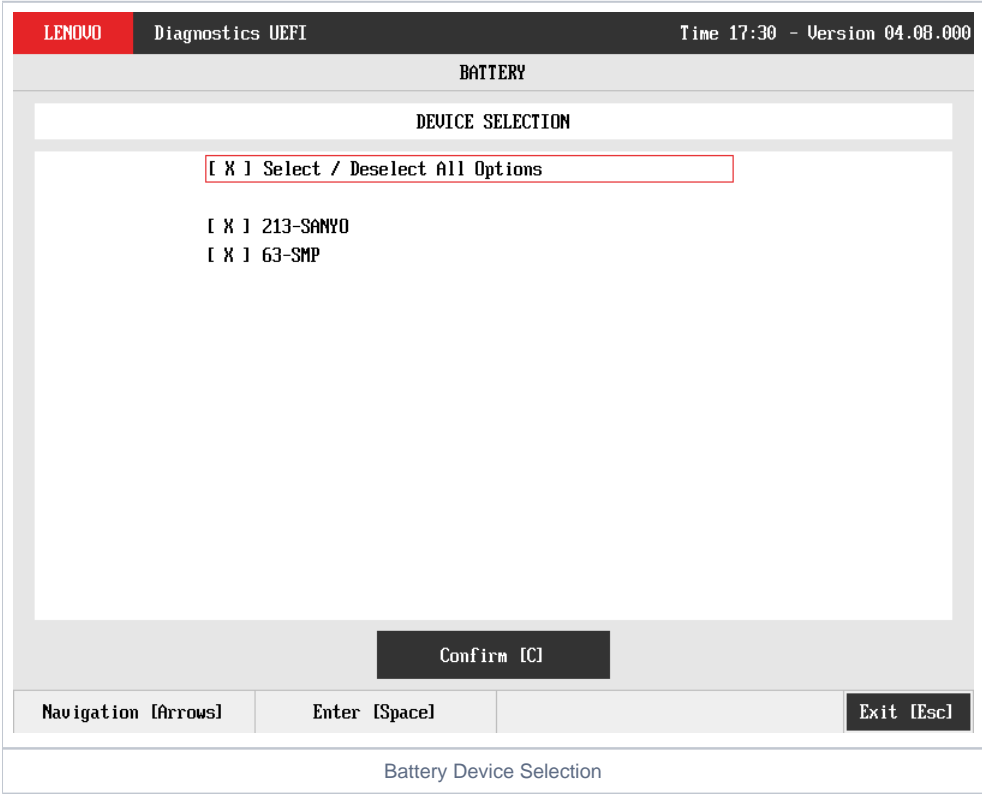 LENOVO Diagnostics UEFI Time 17:30 - Version 04.08.000
BATTERY
DEVICE SELECTION
[ X ] Select / Deselect All Options
[ X ] 213-SANYO
[ X ] 63-SMP
Confirm [C]
Navigation [Arrows] Enter [Space] Exit [Esc]
Battery Device Selection